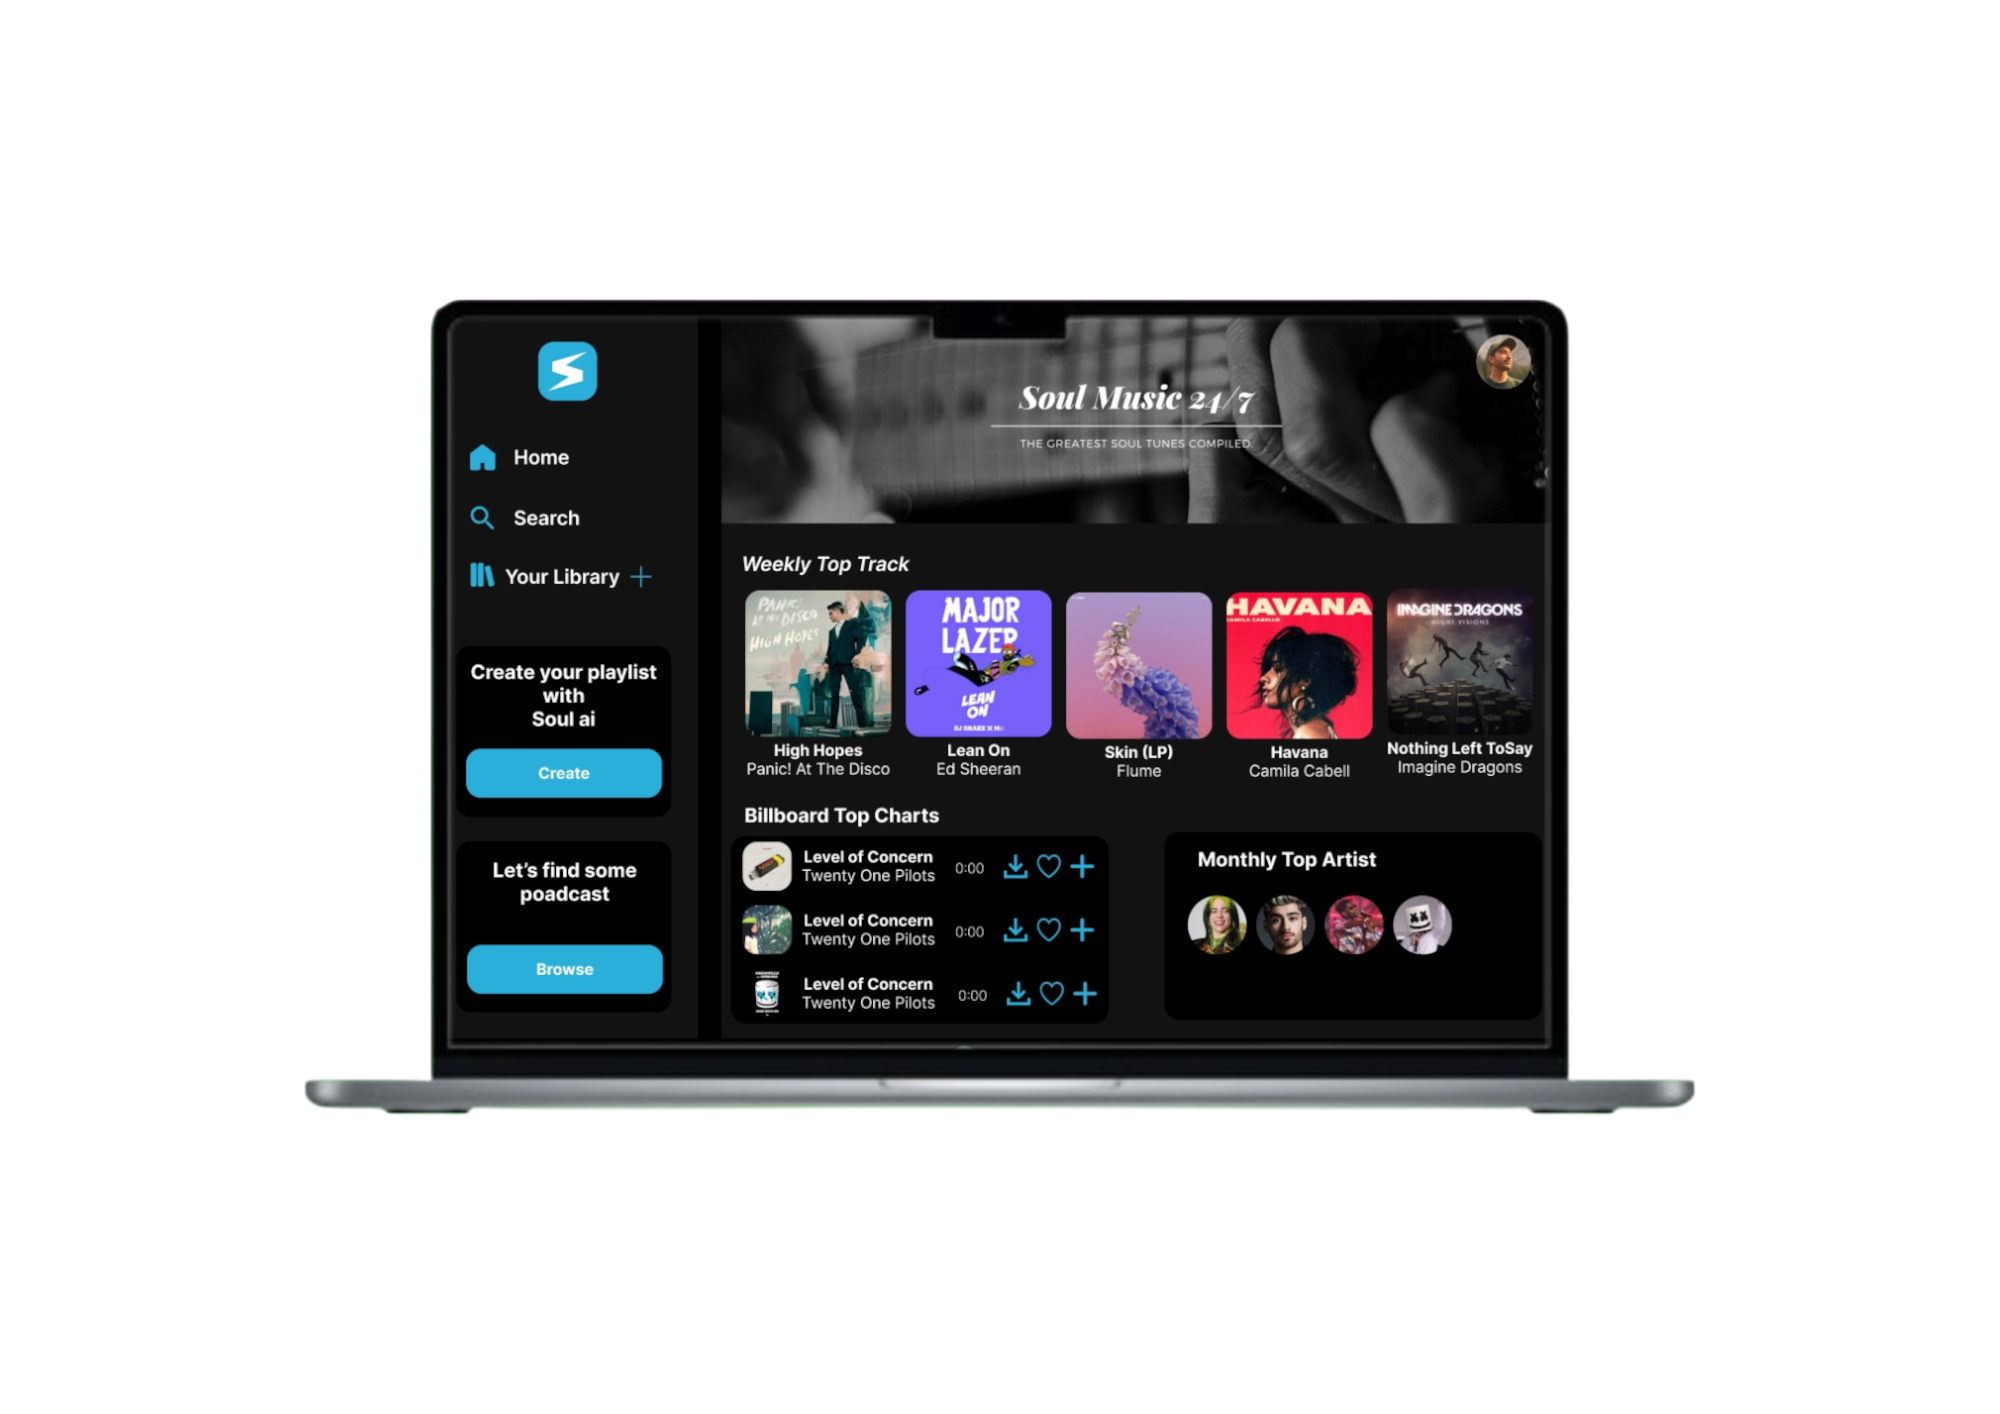 Soul Music 24/7
THE GREATEST SOUL TUNES COMPILED
Home
Search
Your Library
Create your playlist
with
Soul ai
Create
Let's find some
poadcast
Browse
Weekly Top Track
PANIC!
AT THE DISCO
HIGH HOPES
MAJOR
LAZER
LEAN
ON
DJ SNAKE X MØ
HAVANA
CAMILA CABELLO
IMAGINE DRAGONS
NIGHT VISIONS
High Hopes
Panic! At The Disco
Lean On
Ed Sheeran
Skin (LP)
Flume
Havana
Camila Cabell
Nothing Left ToSay
Imagine Dragons
Billboard Top Charts
Level of Concern
Twenty One Pilots
0:00
Level of Concern
Twenty One Pilots
0:00
Level of Concern
Twenty One Pilots
0:00
Monthly Top Artist